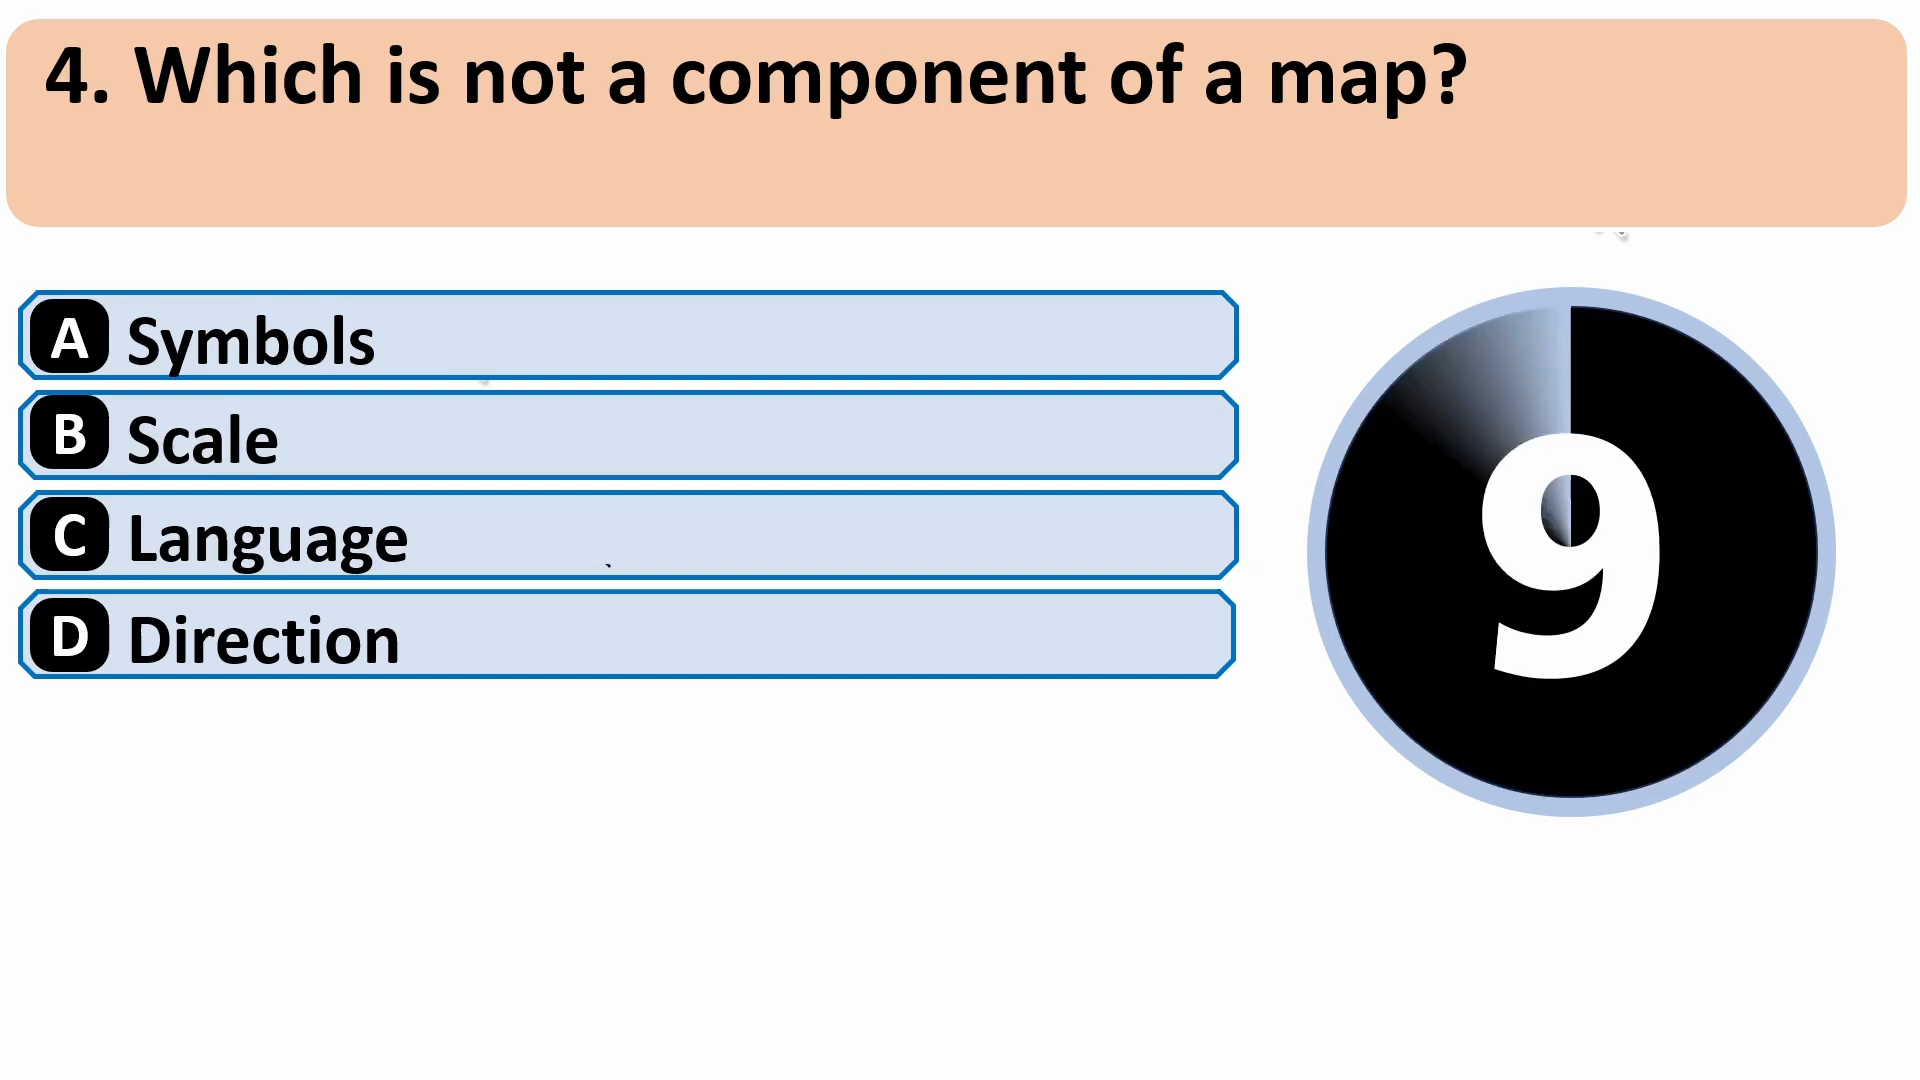 4. Which is not a component of a map?
A Symbols
B Scale
C Language
D Direction
9